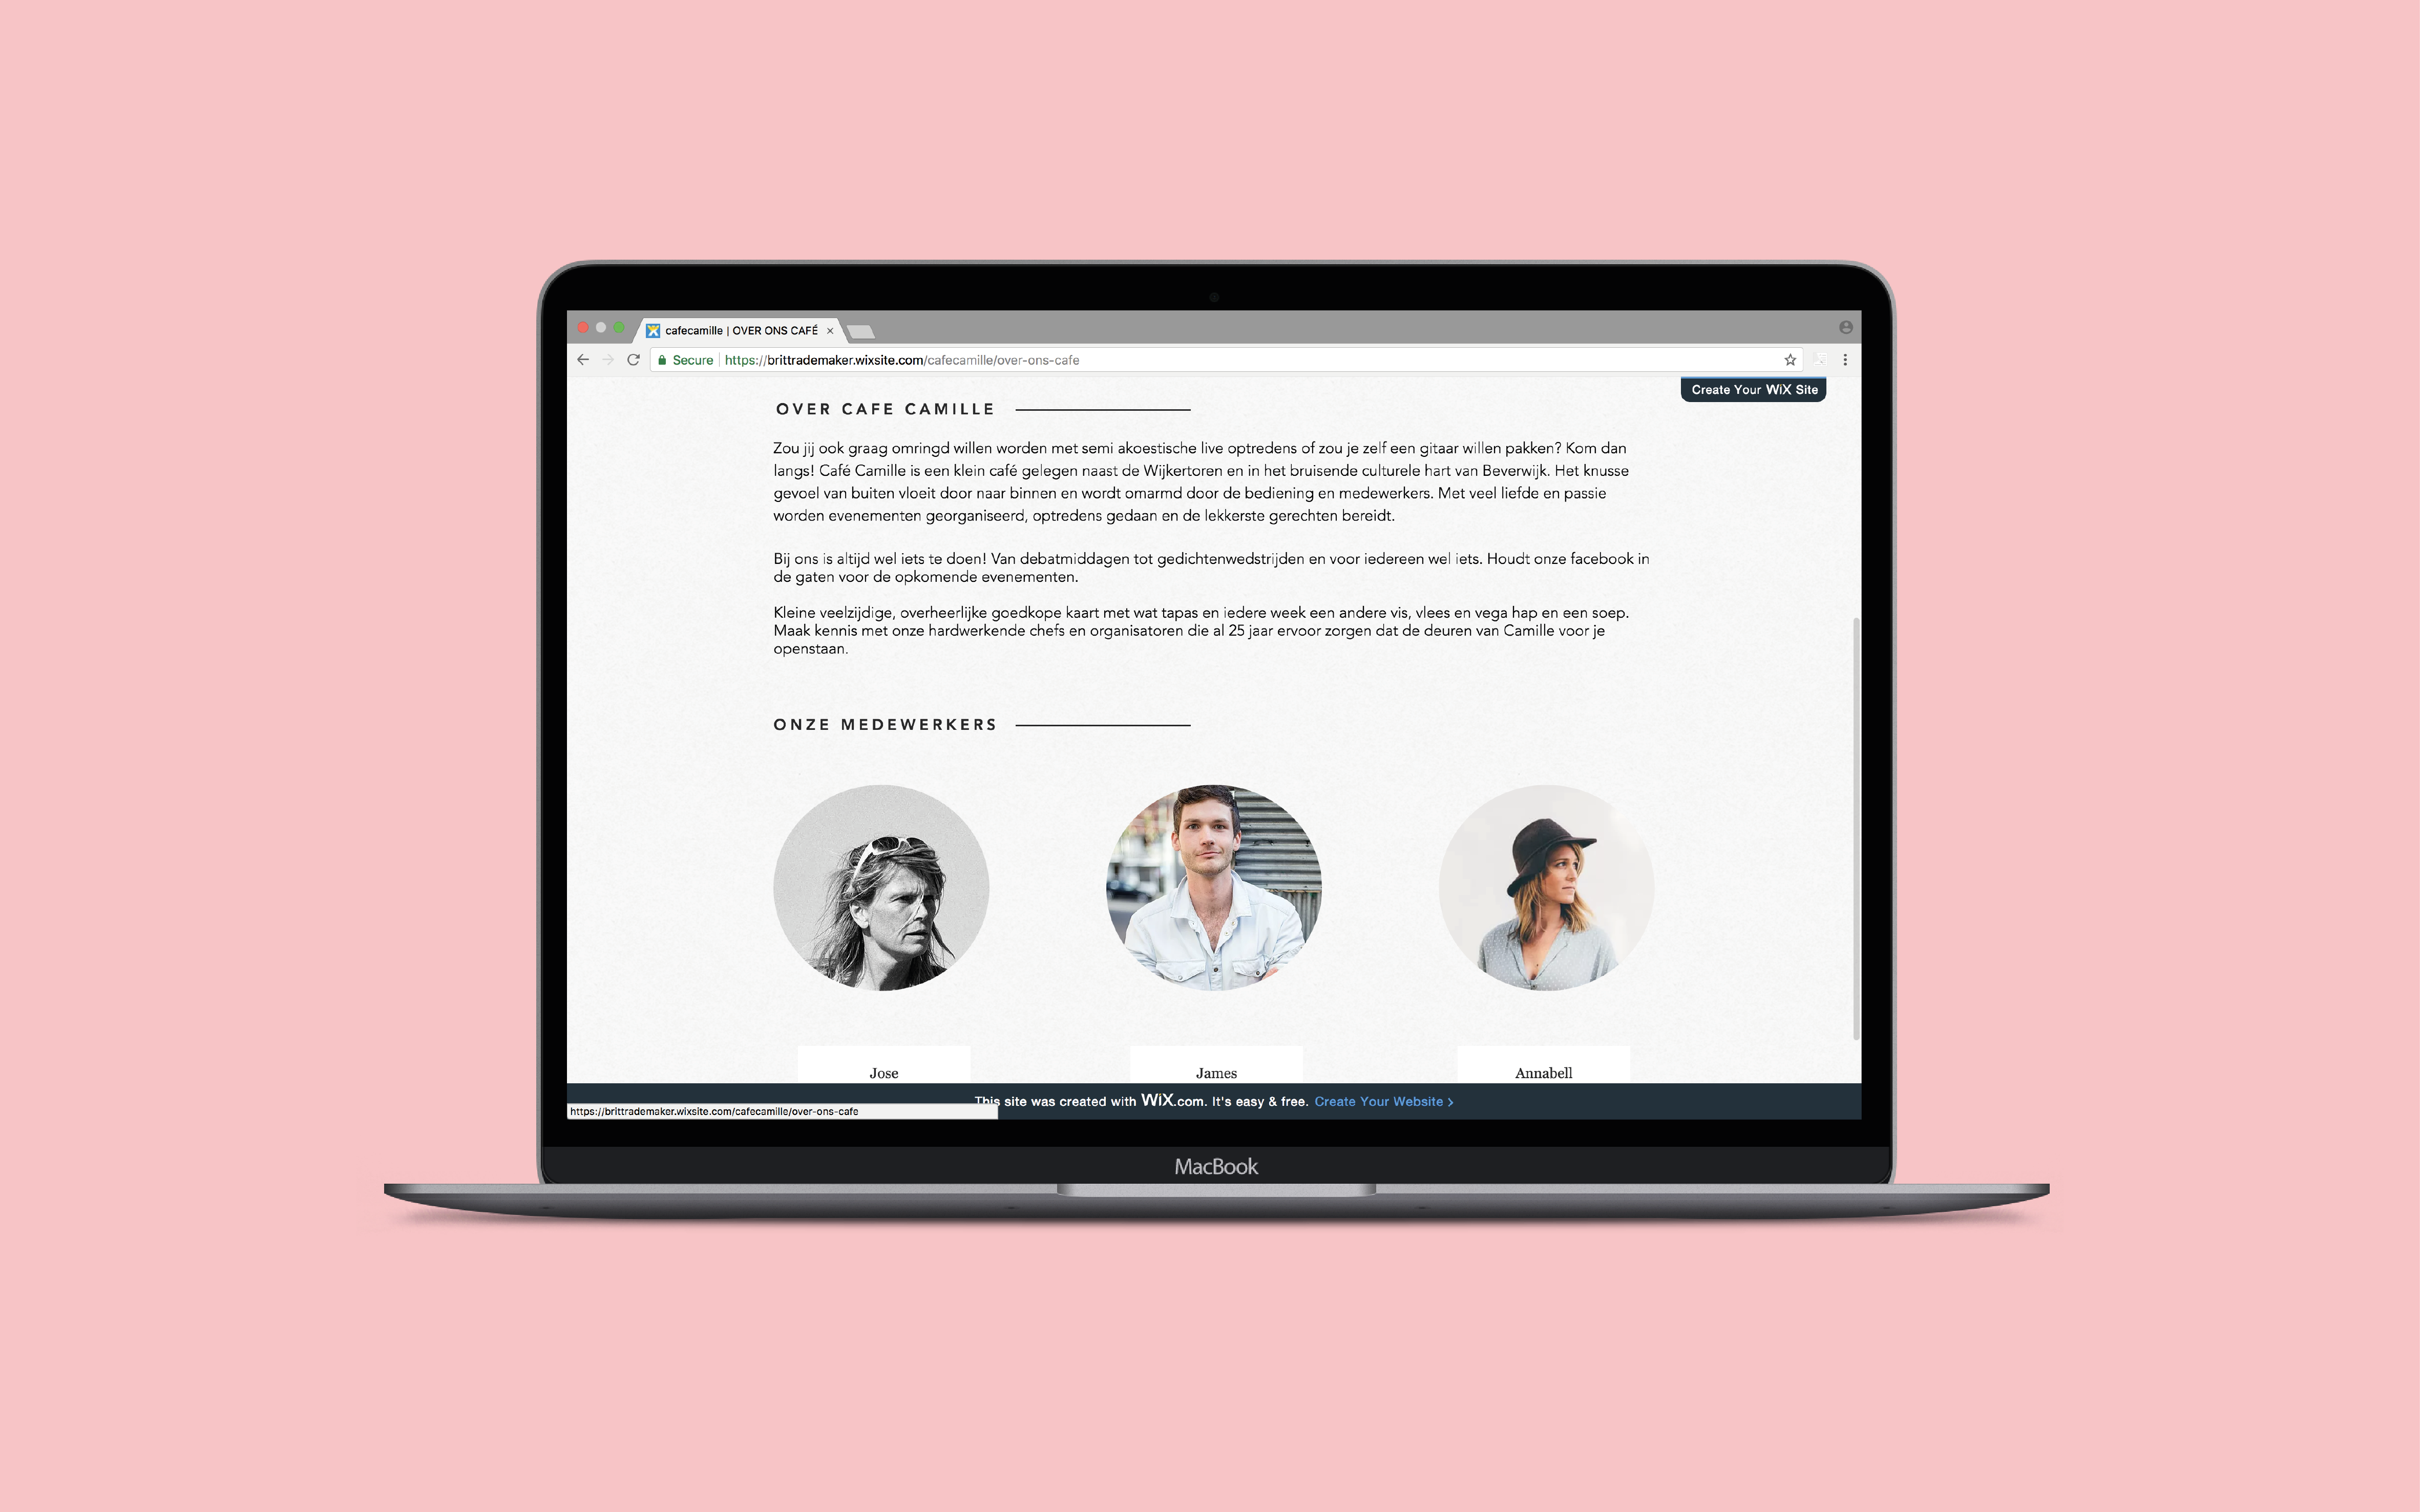 cafecamille | OVER ONS CAFÉ ×
Secure | https://brittrademaker.wixsite.com/cafecamille/over-ons-cafe
Create Your WiX Site
OVER CAFE CAMILLE
Zou jij ook graag omringd willen worden met semi akoestische live optredens of zou je zelf een gitaar willen pakken? Kom dan
langs! Café Camille is een klein café gelegen naast de Wijkertoren en in het bruisende culturele hart van Beverwijk. Het knusse
gevoel van buiten vloeit door naar binnen en wordt omarmd door de bediening en medewerkers. Met veel liefde en passie
worden evenementen georganiseerd, optredens gedaan en de lekkerste gerechten bereidt.
Bij ons is altijd wel iets te doen! Van debatmiddagen tot gedichtenwedstrijden en voor iedereen wel iets. Houdt onze facebook in
de gaten voor de opkomende evenementen.
Kleine veelzijdige, overheerlijke goedkope kaart met wat tapas en iedere week een andere vis, vlees en vega hap en een soep.
Maak kennis met onze hardwerkende chefs en organisatoren die al 25 jaar ervoor zorgen dat de deuren van Camille voor je
openstaan.
ONZE MEDEWERKERS
Jose
James
Annabell
This site was created with WiX.com. It's easy & free. Create Your Website >
https://brittrademaker.wixsite.com/cafecamille/over-ons-cafe
MacBook